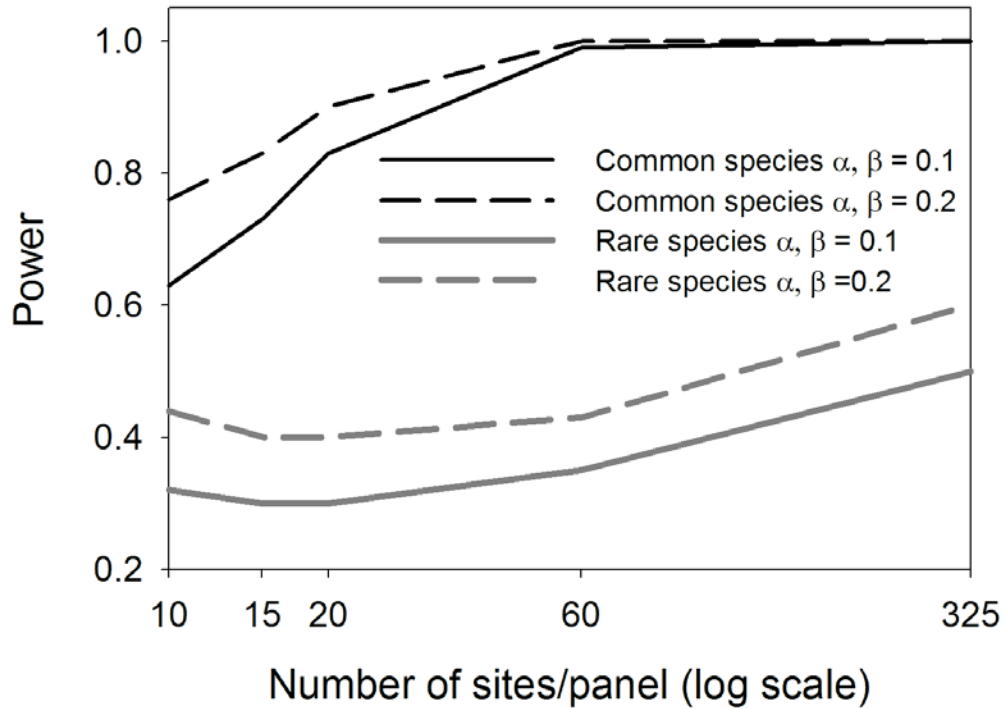 1.0
0.8
0.6
0.4
0.2
Power
Common species α, β = 0.1
Common species α, β = 0.2
Rare species α, β = 0.1
Rare species α, β =0.2
10 15 20 60 325
Number of sites/panel (log scale)